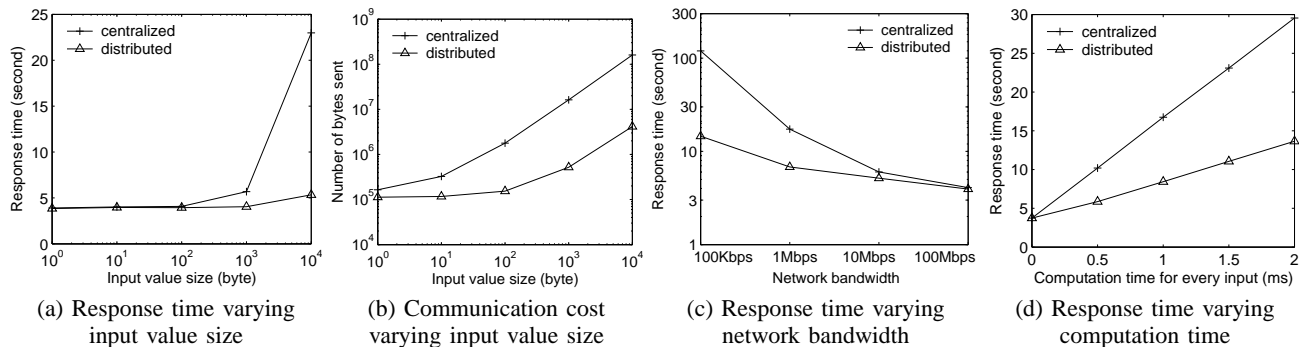 25
20
15
10
5
0
Response time (second)
centralized
distributed
10^0 10^1 10^2 10^3 10^4
Input value size (byte)
(a) Response time varying
input value size
10^9
10^8
10^7
10^6
10^5
10^4
Number of bytes sent
centralized
distributed
10^0 10^1 10^2 10^3 10^4
Input value size (byte)
(b) Communication cost
varying input value size
300
100
30
10
3
1
Response time (second)
centralized
distributed
100Kbps 1Mbps 10Mbps 100Mbps
Network bandwidth
(c) Response time varying
network bandwidth
30
25
20
15
10
5
0
Response time (second)
centralized
distributed
0 0.5 1 1.5 2
Computation time for every input (ms)
(d) Response time varying
computation time